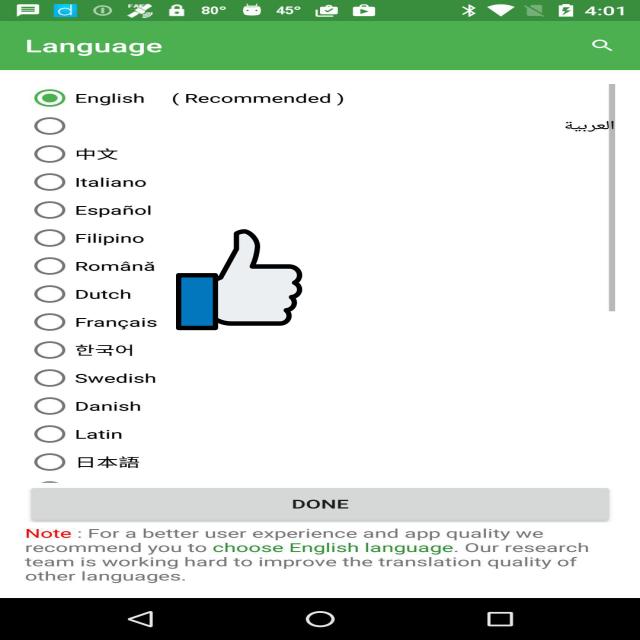 80° 45° 4:01
Language
English ( Recommended )
العربية
中文
Italiano
Español
Filipino
Română
Dutch
Français
한국어
Swedish
Danish
Latin
日本語
DONE
Note : For a better user experience and app quality we
recommend you to choose English language. Our research
team is working hard to improve the translation quality of
other languages.